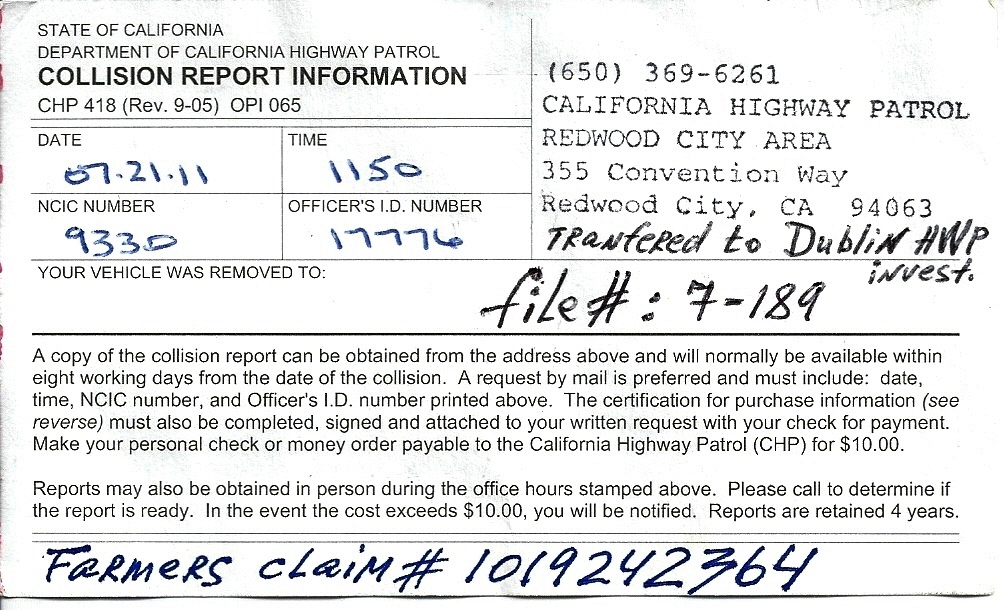 STATE OF CALIFORNIA
DEPARTMENT OF CALIFORNIA HIGHWAY PATROL
COLLISION REPORT INFORMATION
CHP 418 (Rev. 9-05) OPI 065
(650) 369-6261
CALIFORNIA HIGHWAY PATROL
REDWOOD CITY AREA
355 Convention Way
Redwood City, CA 94063
TRanfered to Dublin HWP
invest.
DATE
07.21.11
TIME
1150
NCIC NUMBER
9330
OFFICER'S I.D. NUMBER
17776
YOUR VEHICLE WAS REMOVED TO:
file#: 7-189
A copy of the collision report can be obtained from the address above and will normally be available within
eight working days from the date of the collision. A request by mail is preferred and must include: date,
time, NCIC number, and Officer's I.D. number printed above. The certification for purchase information (see
reverse) must also be completed, signed and attached to your written request with your check for payment.
Make your personal check or money order payable to the California Highway Patrol (CHP) for $10.00.
Reports may also be obtained in person during the office hours stamped above. Please call to determine if
the report is ready. In the event the cost exceeds $10.00, you will be notified. Reports are retained 4 years.
Farmers claim# 1019242364